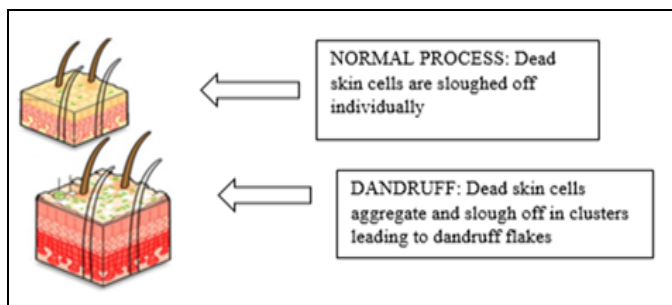 NORMAL PROCESS: Dead
skin cells are sloughed off
individually
DANDRUFF: Dead skin cells
aggregate and slough off in clusters
leading to dandruff flakes